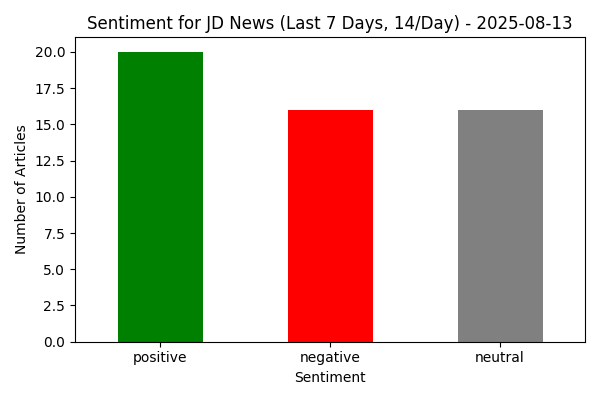 Sentiment for JD News (Last 7 Days, 14/Day) - 2025-08-13
20.0
17.5
15.0
12.5
10.0
7.5
5.0
2.5
0.0
Number of Articles
positive negative neutral
Sentiment